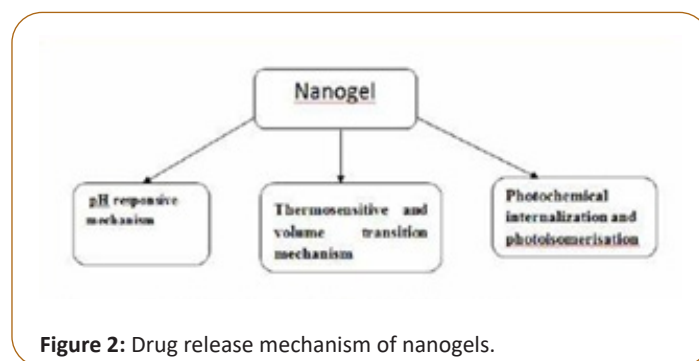 Nanogel
pH responsive
mechanism
Thermosensitive and
volume transition
mechanism
Photochemical
internalization and
photoisomerisation
Figure 2: Drug release mechanism of nanogels.